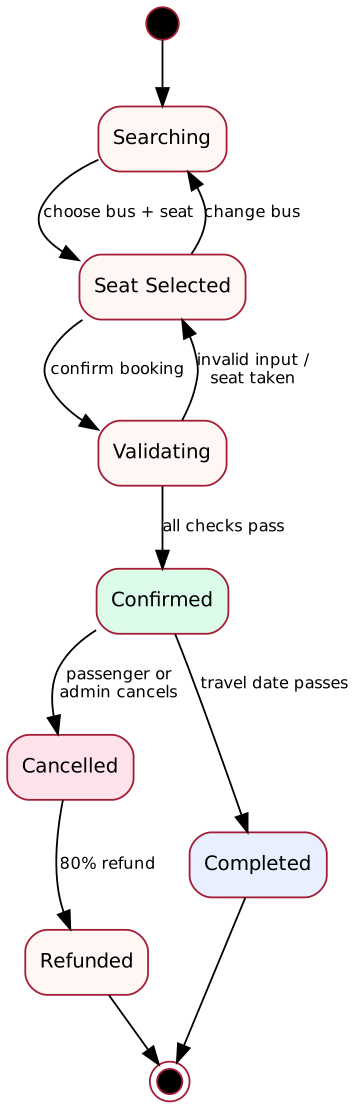 Searching
choose bus + seat
change bus
Seat Selected
confirm booking
invalid input /
seat taken
Validating
all checks pass
Confirmed
passenger or
admin cancels
travel date passes
Cancelled
80% refund
Completed
Refunded